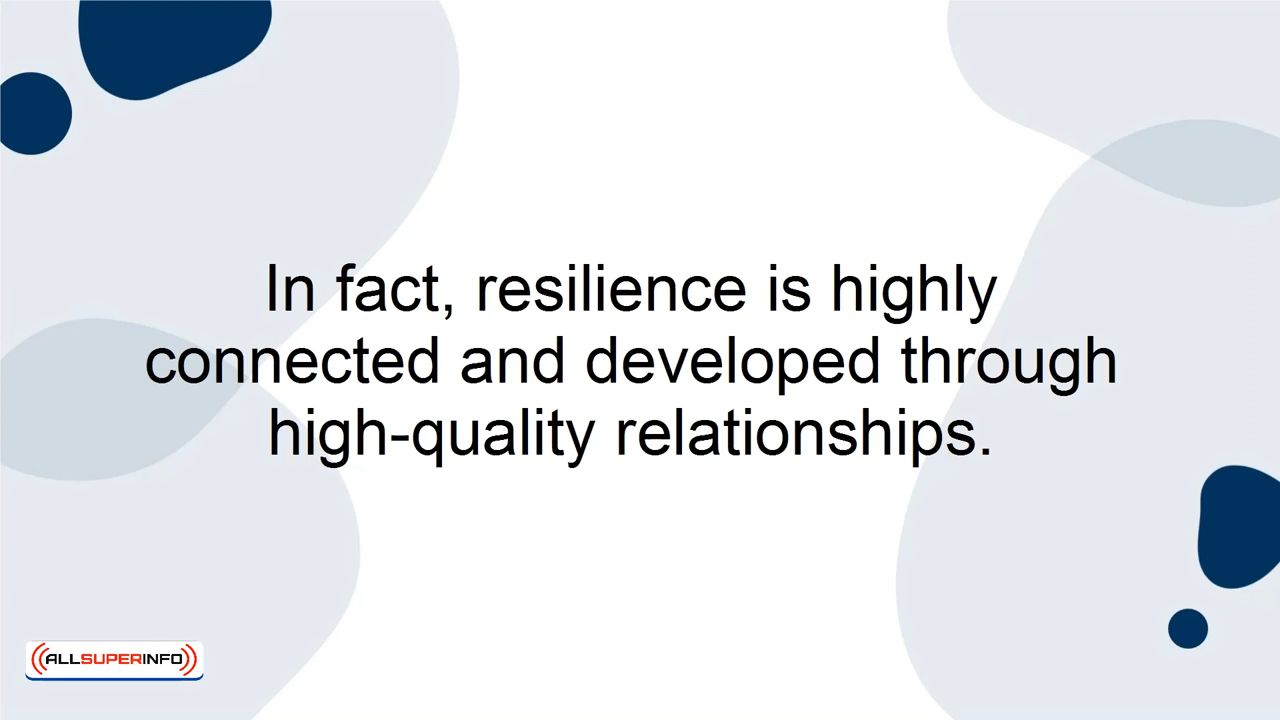 In fact, resilience is highly
connected and developed through
high-quality relationships.
ALLSUPERINFO